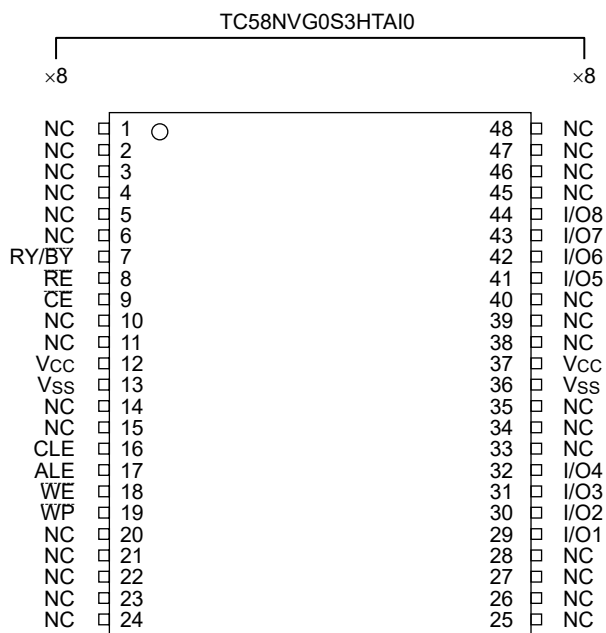 TC58NVG0S3HTAI0
×8 ×8
NC 1 48 NC
NC 2 47 NC
NC 3 46 NC
NC 4 45 NC
NC 5 44 I/O8
NC 6 43 I/O7
RY/B̅Y̅ 7 42 I/O6
R̅E̅ 8 41 I/O5
C̅E̅ 9 40 NC
NC 10 39 NC
NC 11 38 NC
VCC 12 37 VCC
VSS 13 36 VSS
NC 14 35 NC
NC 15 34 NC
CLE 16 33 NC
ALE 17 32 I/O4
W̅E̅ 18 31 I/O3
W̅P̅ 19 30 I/O2
NC 20 29 I/O1
NC 21 28 NC
NC 22 27 NC
NC 23 26 NC
NC 24 25 NC